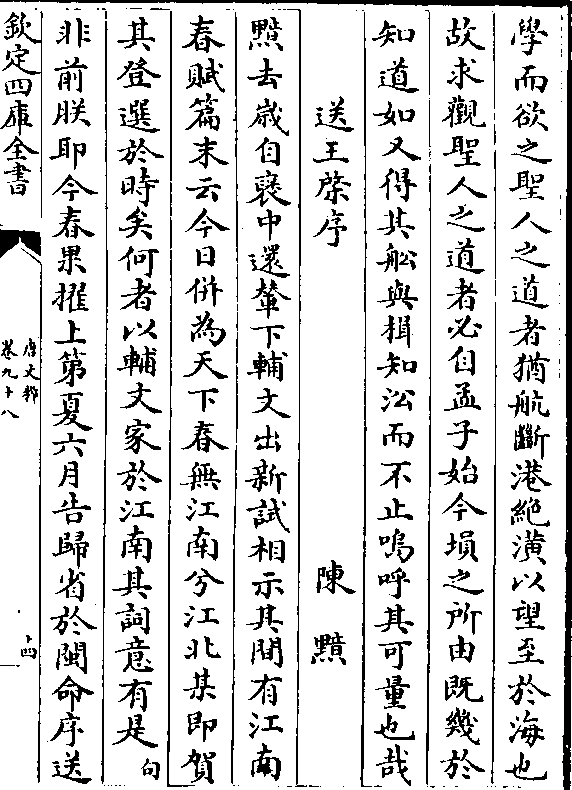 學而欲之聖人之道者猶航斷港絶潢以望至於海也
故求觀聖人之道者必自孟子始今塤之所由既幾於
知道如又得其舩與楫知㳂而不止嗚呼其可量也哉
送王棨序　陳黯
黯去嵗自褒中還輦下輔文出新試相示其間有江南
春賦篇末云今日併為天下春無江南兮江北某即賀
其登選於時矣何者以輔文家於江南其詞意有是句
非前朕耶今春果擢上第夏六月告歸省於閩命序送
欽定四庫全書
唐文粹
卷九十八
十四